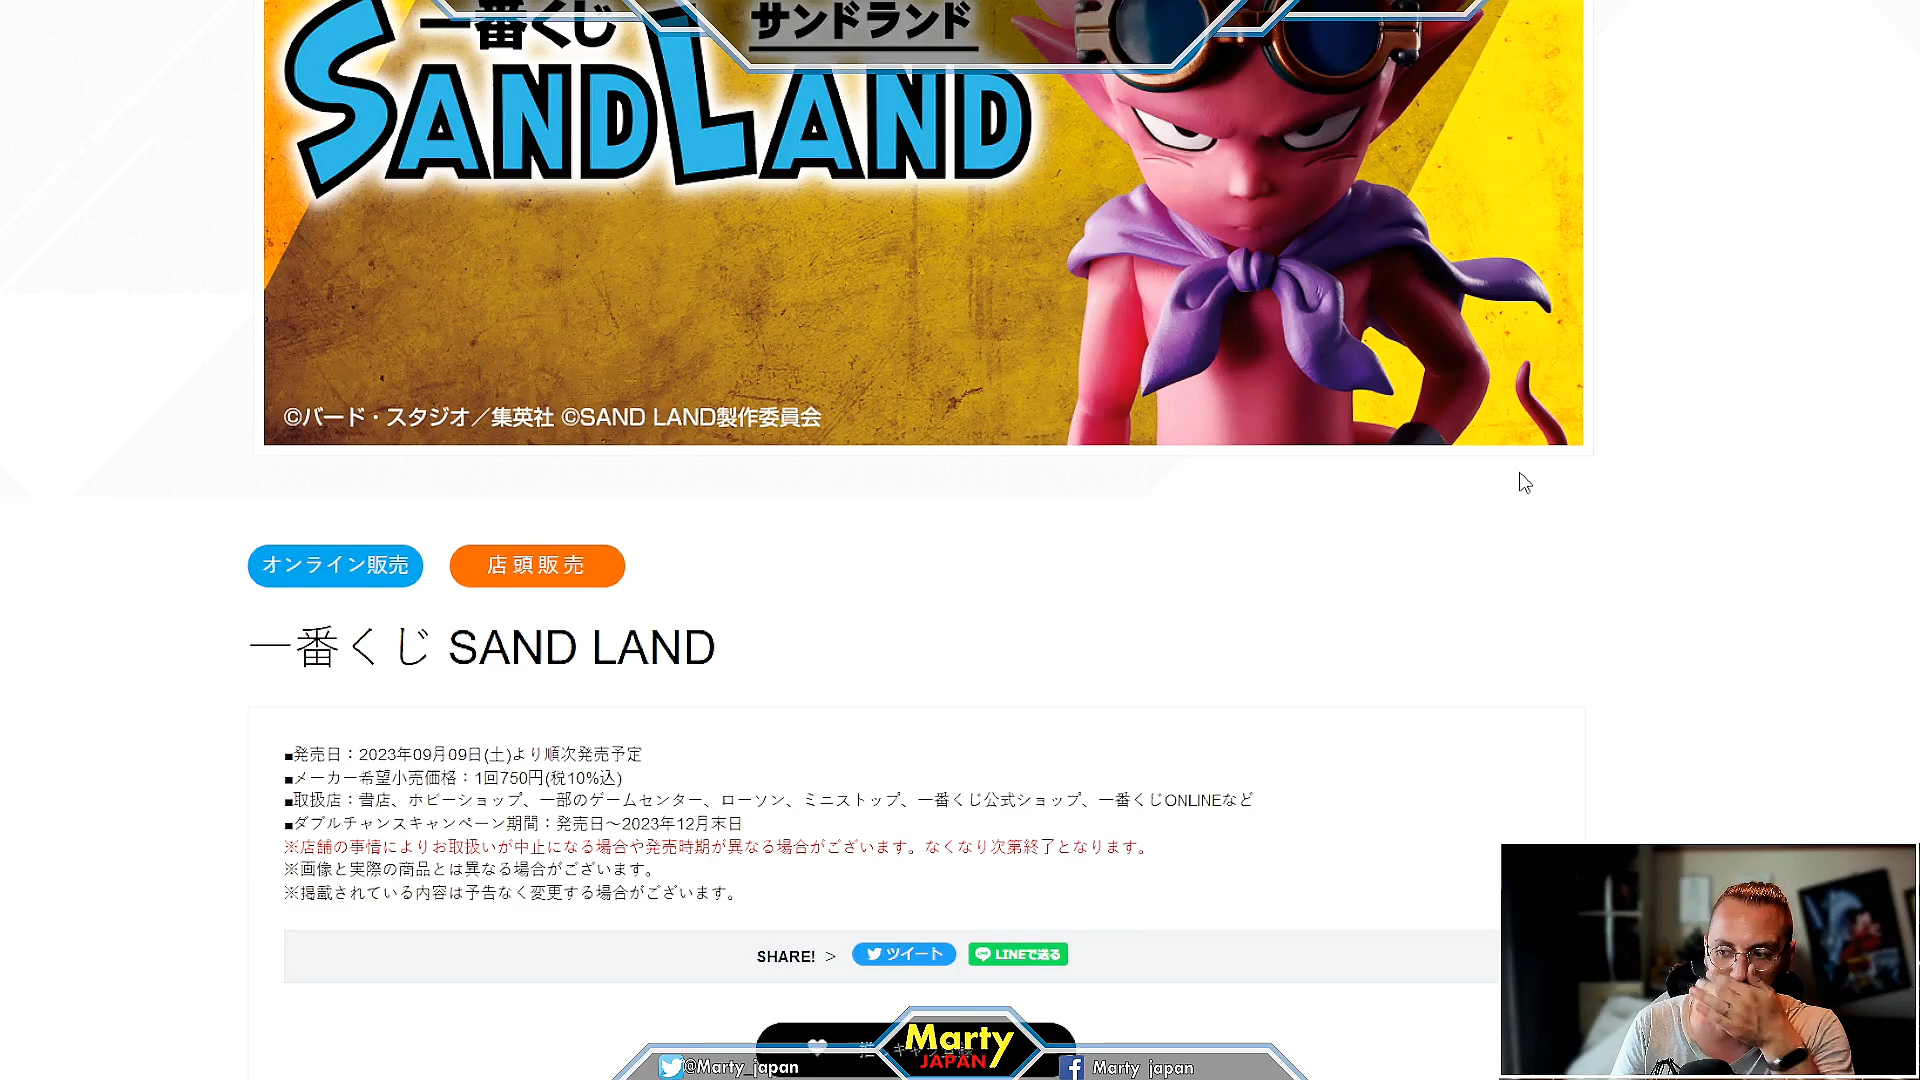 一番くじ
サンドランド
SAND LAND
©バード・スタジオ／集英社 ©SAND LAND製作委員会
オンライン販売
店頭販売
一番くじ SAND LAND
■発売日：2023年09月09日(土)より順次発売予定
■メーカー希望小売価格：1回750円(税10%込)
■取扱店：書店、ホビーショップ、一部のゲームセンター、ローソン、ミニストップ、一番くじ公式ショップ、一番くじONLINEなど
■ダブルチャンスキャンペーン期間：発売日～2023年12月末日
※店舗の事情によりお取扱いが中止になる場合や発売時期が異なる場合がございます。なくなり次第終了となります。
※画像と実際の商品とは異なる場合がございます。
※掲載されている内容は予告なく変更する場合がございます。
SHARE! >
ツイート
LINEで送る
Marty
JAPAN
@Marty_japan
Marty japan